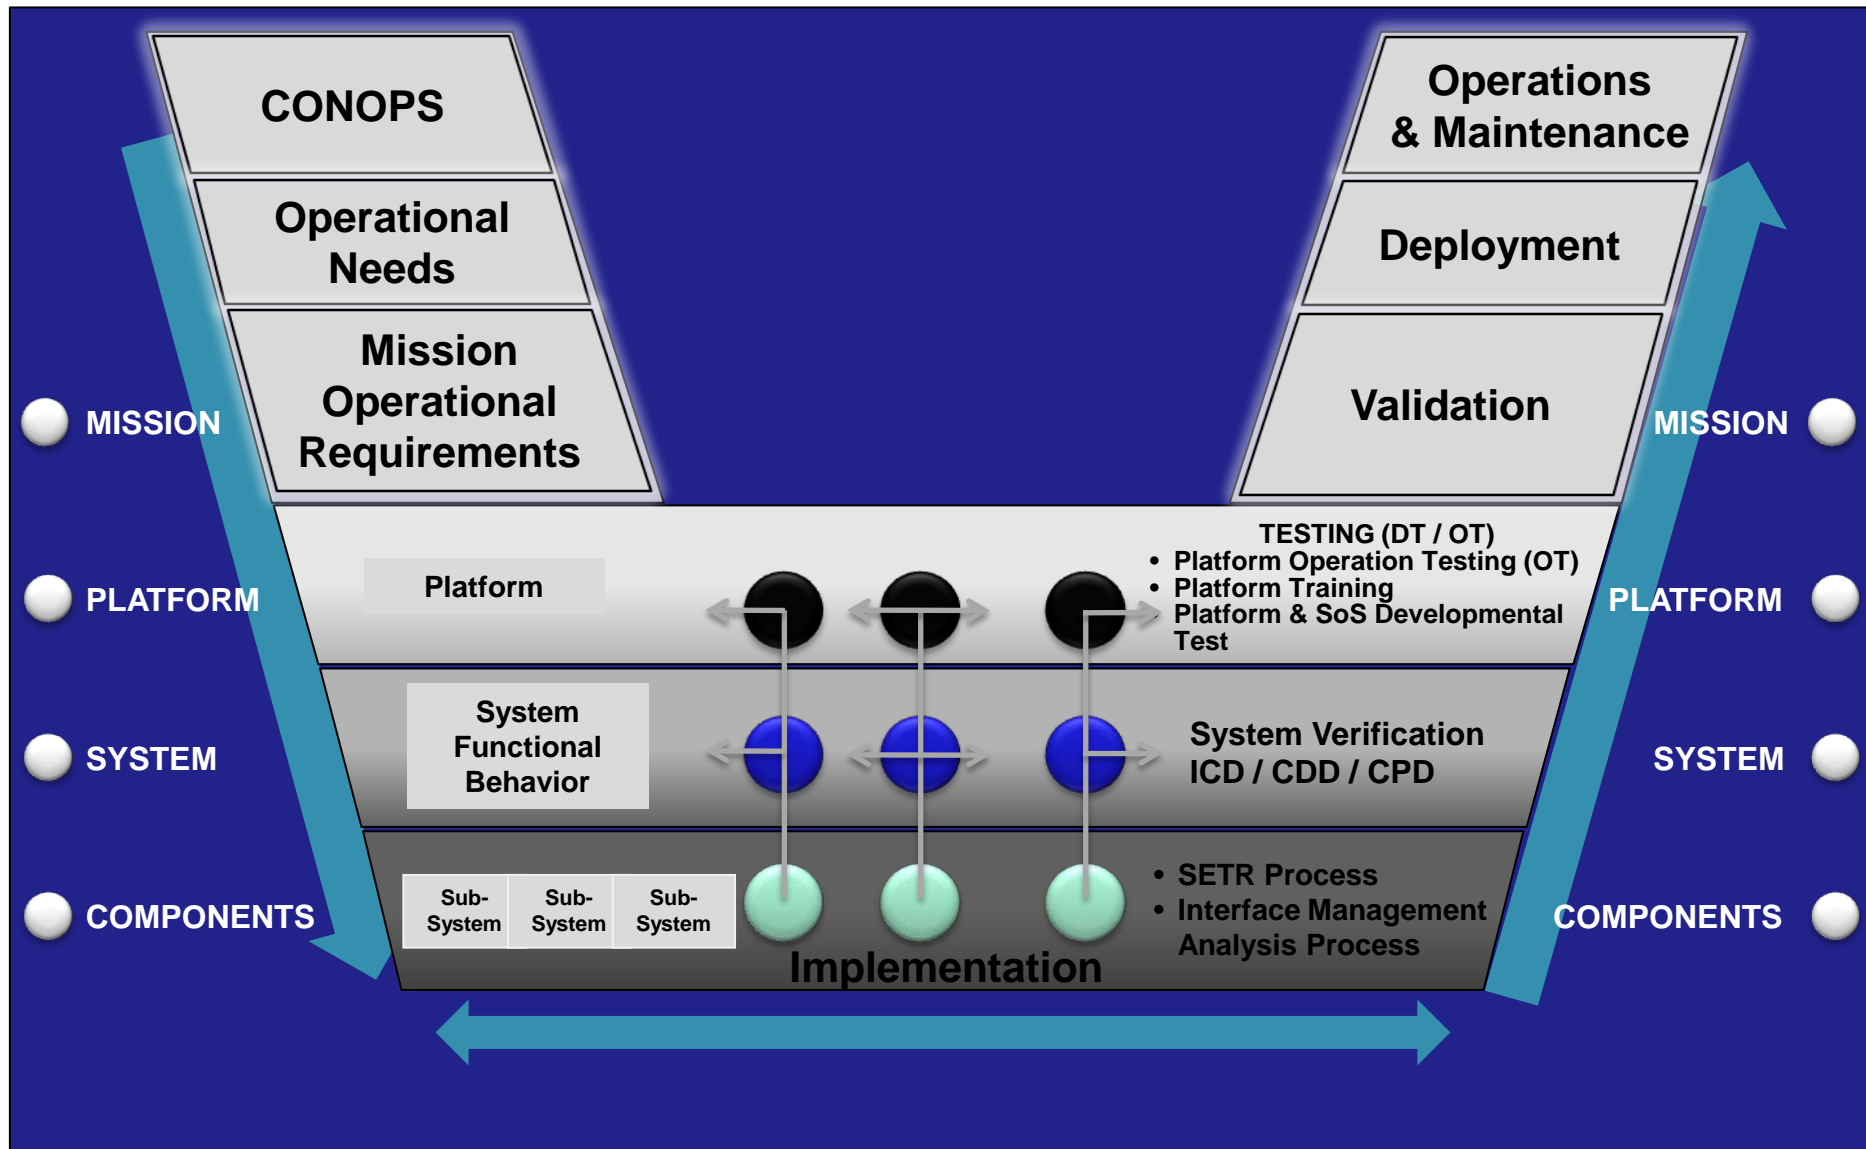 CONOPS
Operational
Needs
Mission
Operational
Requirements
Operations
& Maintenance
Deployment
Validation
MISSION
MISSION
PLATFORM
Platform
TESTING (DT / OT)
• Platform Operation Testing (OT)
• Platform Training
• Platform & SoS Developmental
Test
PLATFORM
SYSTEM
System
Functional
Behavior
System Verification
ICD / CDD / CPD
SYSTEM
COMPONENTS
Sub-
System
Sub-
System
Sub-
System
• SETR Process
• Interface Management
Analysis Process
Implementation
COMPONENTS